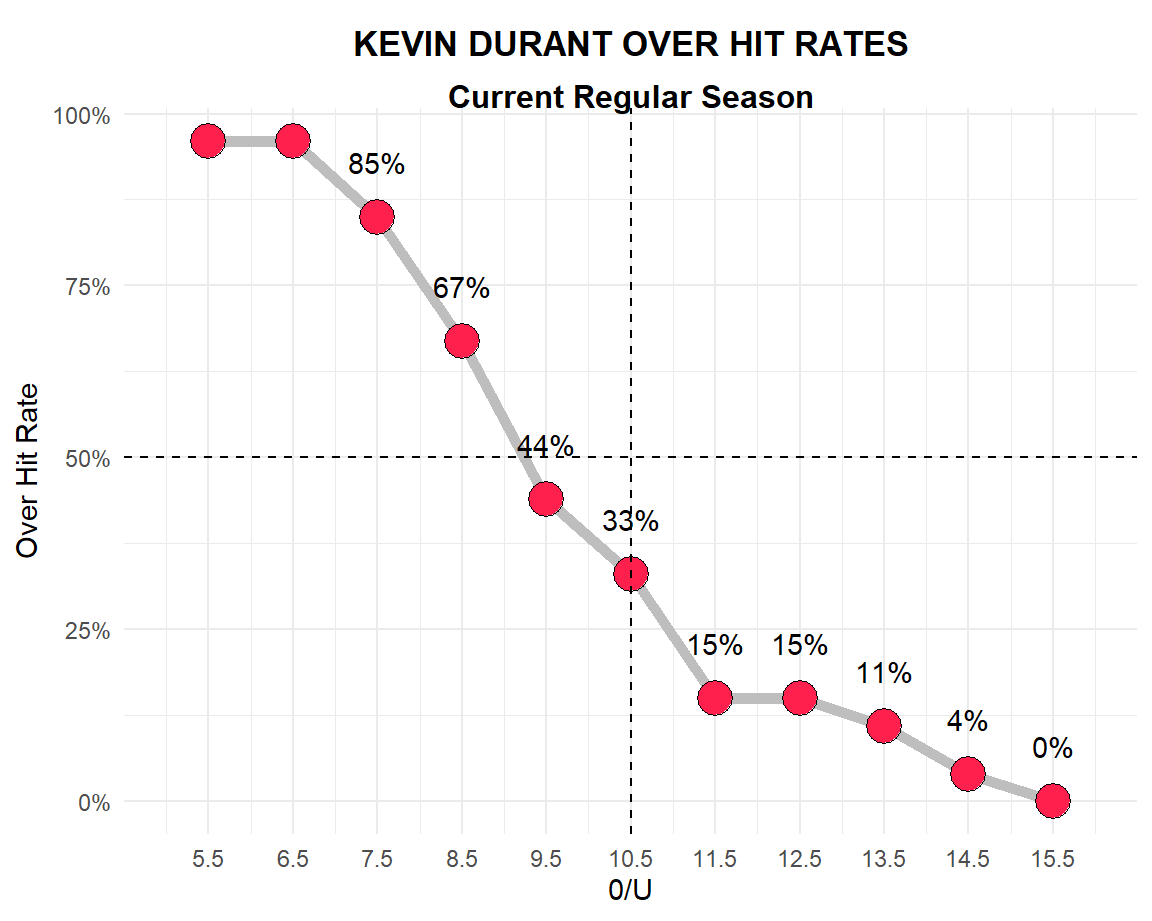 KEVIN DURANT OVER HIT RATES
Current Regular Season
100%
85%
75%
67%
50%
44%
33%
25%
15%
15%
11%
4%
0%
0%
Over Hit Rate
5.5 6.5 7.5 8.5 9.5 10.5 11.5 12.5 13.5 14.5 15.5
0/U